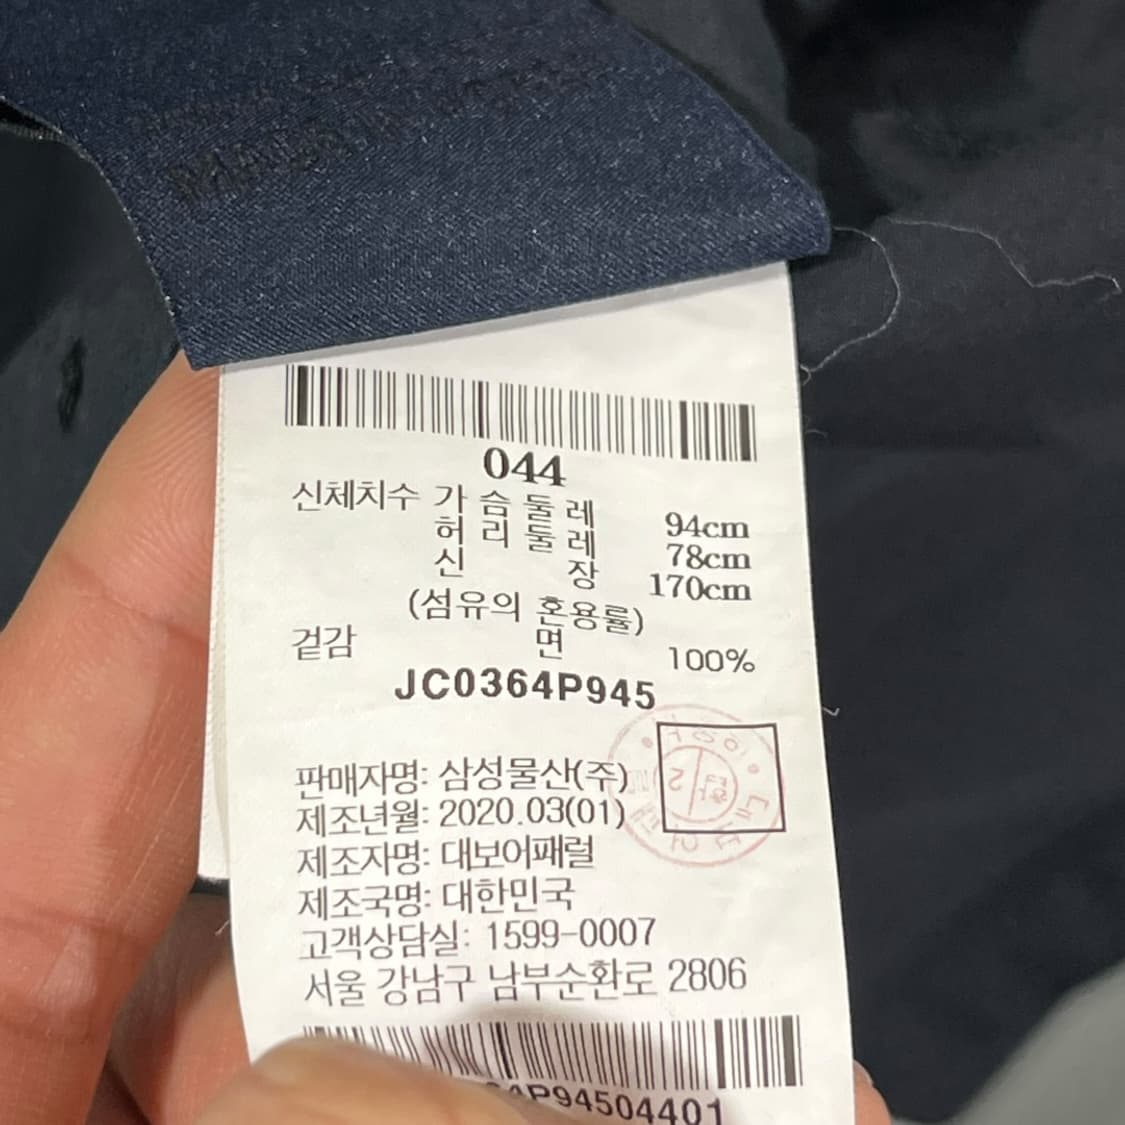 044
신체치수 가슴둘레 94cm
허리둘레 78cm
신장 170cm
(섬유의 혼용률)
겉감 면 100%
JC0364P945
판매자명: 삼성물산(주)
제조년월: 2020.03(01)
제조자명: 대보어패럴
제조국명: 대한민국
고객상담실: 1599-0007
서울 강남구 남부순환로 2806
4P94504401